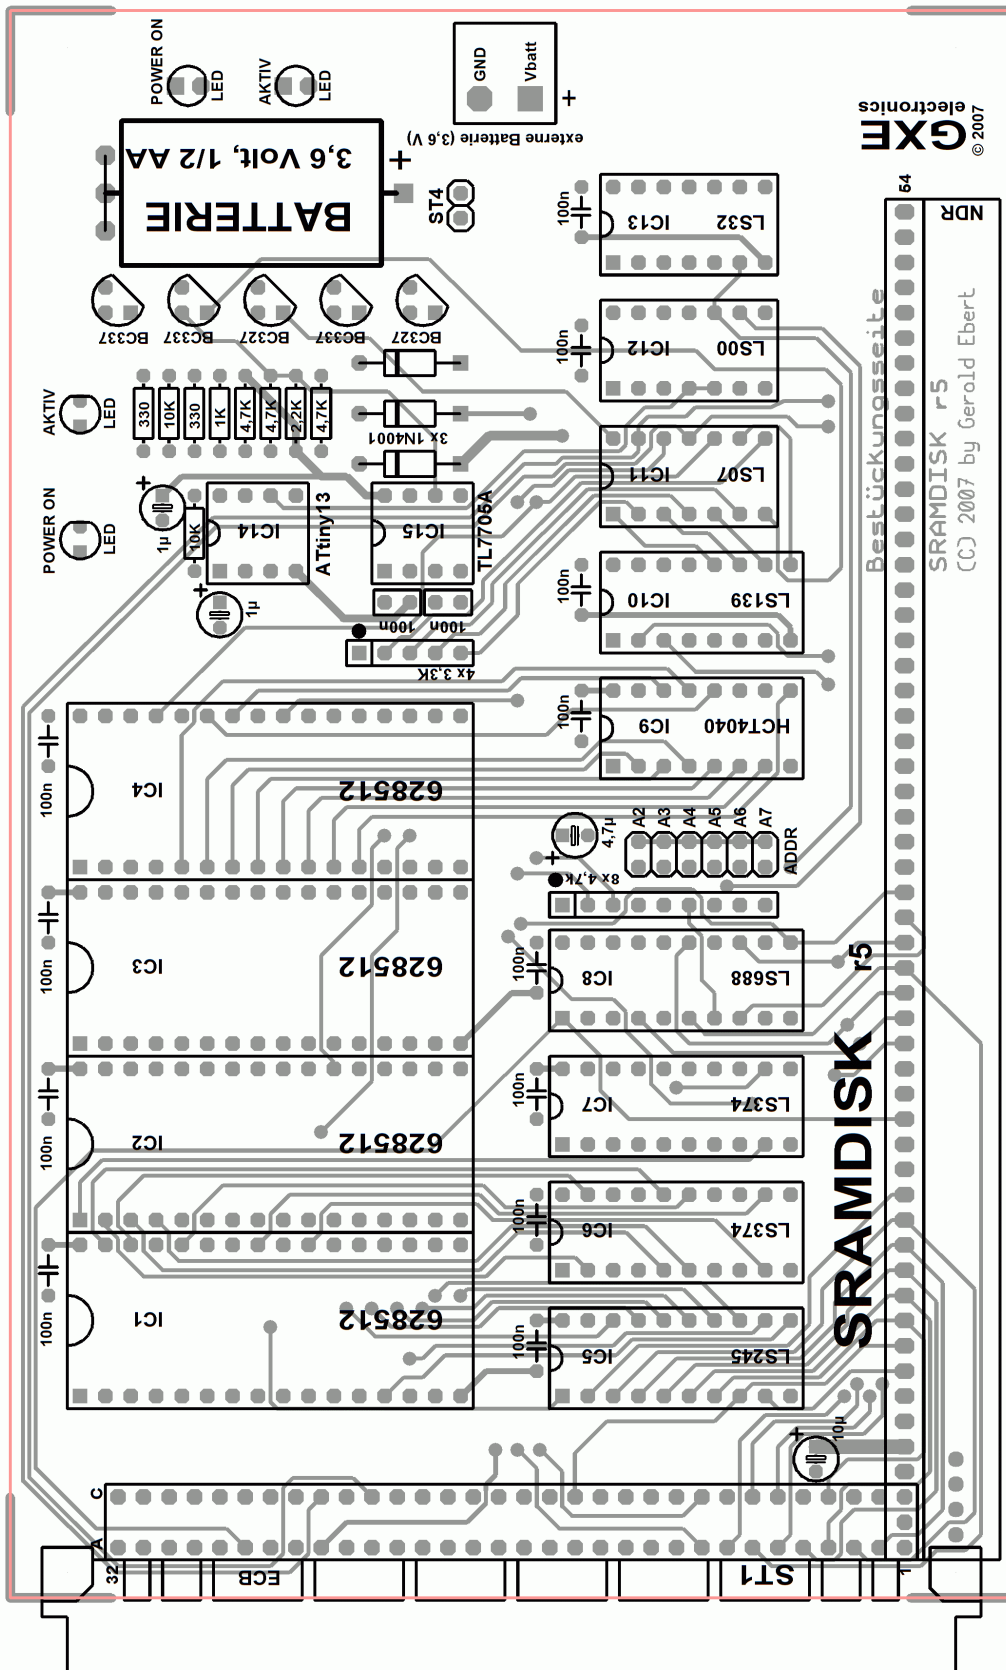 POWER ON
LED
AKTIV
LED
GND
Vbatt
+
externe Batterie (3,6 V)
GXE
electronics
© 2007
3,6 Volt, 1/2 AA
+
BATTERIE
ST4
54
NDR
100n
IC13
LS32
BC337
BC337
BC327
BC337
BC327
100n
IC12
LS00
AKTIV
LED
330
10K
330
1K
4,7K
4,7K
2,2K
4,7K
3x 1N4001
IC11
LS07
Bestückungsseite
SRAMDISK r5
(C) 2007 by Gerald Ebert
POWER ON
LED
+
1µ
10K
IC14
ATtiny13
IC15
TL7705A
+
1µ
100n
100n
4x 3,3K
100n
IC10
LS139
100n
IC9
HCT4040
100n
IC4
628512
+
4,7µ
A2
A3
A4
A5
A6
A7
ADDR
8x 4,7k
100n
IC3
628512
100n
IC8
LS688
SRAMDISK r5
100n
IC2
628512
100n
IC7
LS374
100n
IC6
LS374
100n
IC1
628512
100n
IC5
LS245
+
10µ
C
A
32
ECB
ST1
1